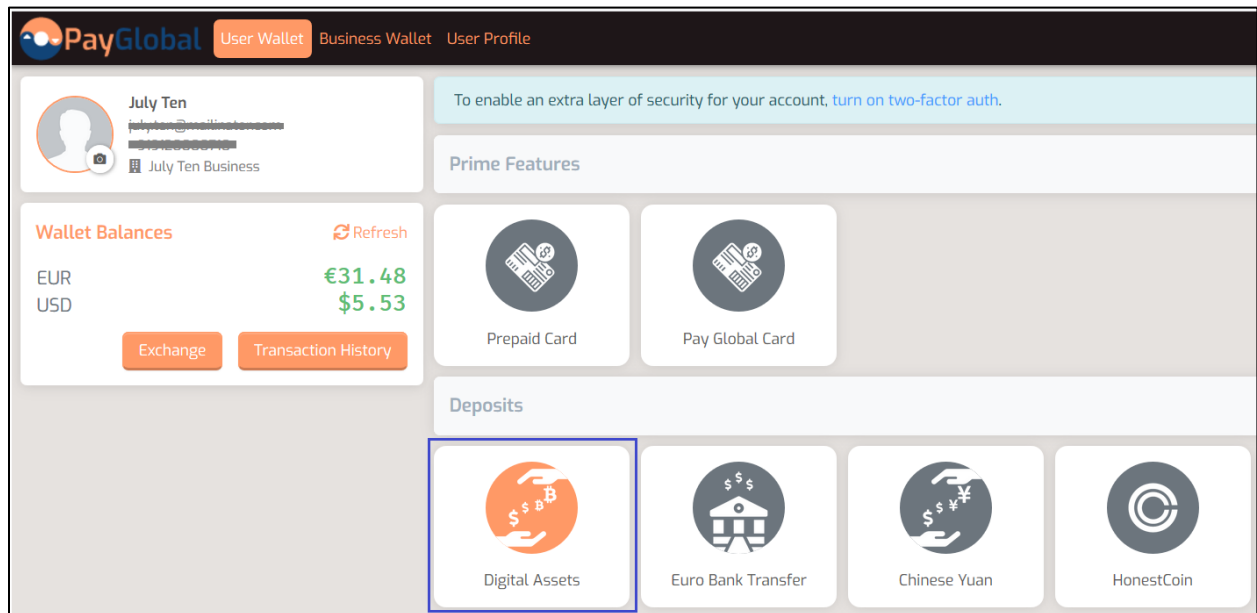 PayGlobal User Wallet Business Wallet User Profile
July Ten
July Ten Business
To enable an extra layer of security for your account, turn on two-factor auth.
Prime Features
Prepaid Card
Pay Global Card
Wallet Balances
Refresh
EUR €31.48
USD $5.53
Exchange
Transaction History
Deposits
Digital Assets
Euro Bank Transfer
Chinese Yuan
HonestCoin